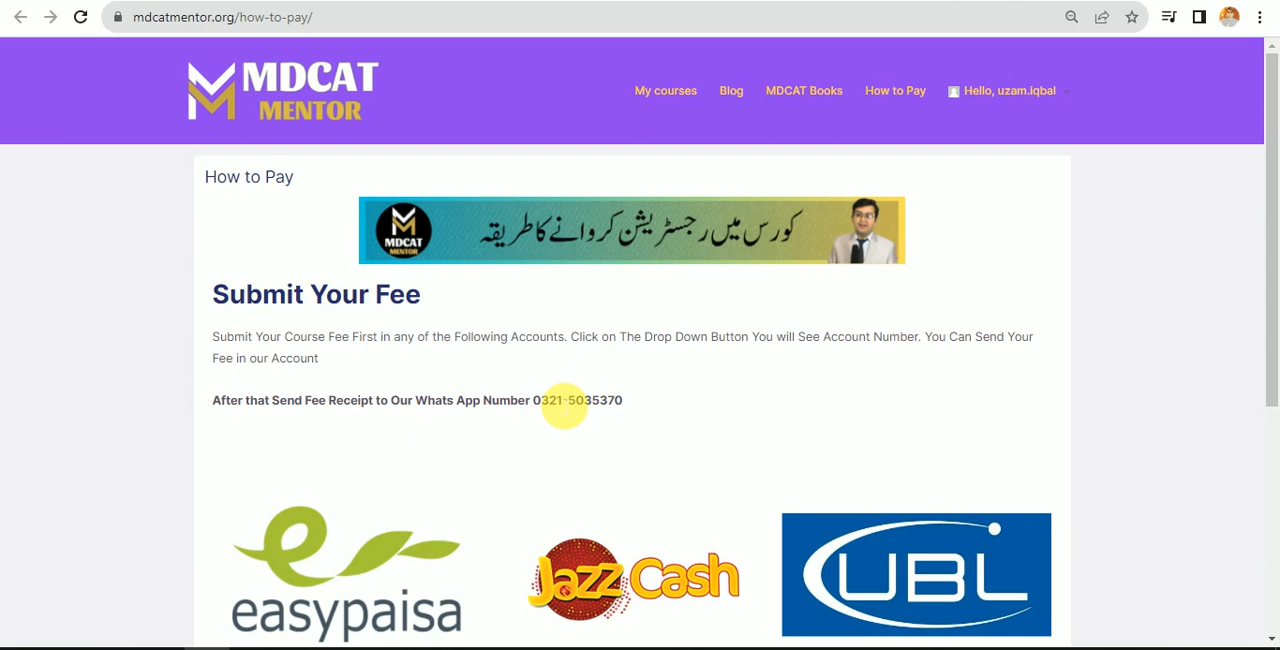 mdcatmentor.org/how-to-pay/
MDCAT
MENTOR
My courses
Blog
MDCAT Books
How to Pay
Hello, uzam.iqbal
How to Pay
MDCAT
MENTOR
کورس میں رجسٹریشن کروانے کا طریقہ
Submit Your Fee
Submit Your Course Fee First in any of the Following Accounts. Click on The Drop Down Button You will See Account Number. You Can Send Your
Fee in our Account
After that Send Fee Receipt to Our Whats App Number 0321-5035370
easypaisa
JazzCash
UBL